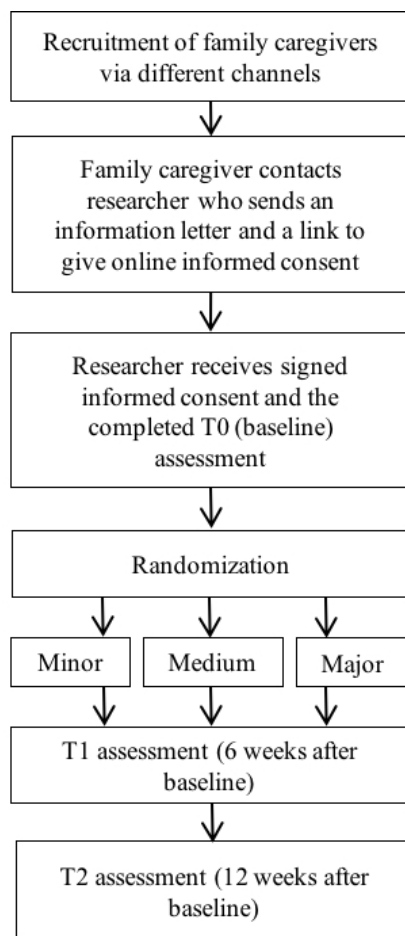 Recruitment of family caregivers
via different channels
Family caregiver contacts
researcher who sends an
information letter and a link to
give online informed consent
Researcher receives signed
informed consent and the
completed T0 (baseline)
assessment
Randomization
Minor
Medium
Major
T1 assessment (6 weeks after
baseline)
T2 assessment (12 weeks after
baseline)